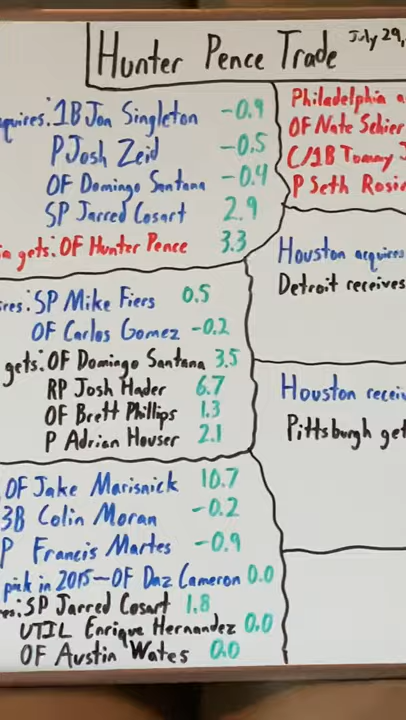 Hunter Pence Trade July 29,
quires: 1B Jon Singleton -0.9
P Josh Zeid -0.5
OF Domingo Santana -0.4
SP Jarred Cosart 2.9
ia gets: OF Hunter Pence 3.3
res: SP Mike Fiers 0.5
OF Carlos Gomez -0.2
gets: OF Domingo Santana 3.5
RP Josh Hader 6.7
OF Brett Phillips 1.3
P Adrian Houser 2.1
OF Jake Marisnick 10.7
3B Colin Moran -0.2
P Francis Martes -0.9
pick in 2015-OF Daz Cameron 0.0
es: SP Jarred Cosart 1.8
UTIL Enrique Hernandez 0.0
OF Austin Wates 0.0
Philadelphia a
OF Nate Schier
C/1B Tommy J
P Seth Rosi
Houston acquires
Detroit receives
Houston recei
Pittsburgh get